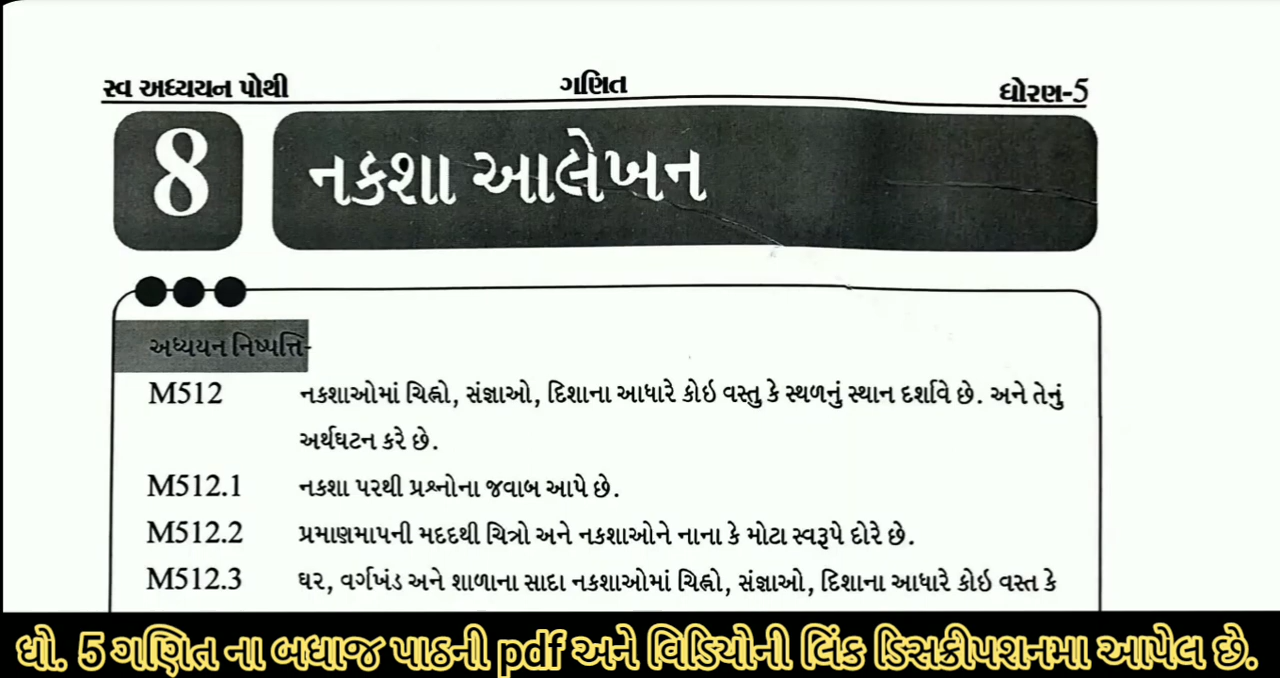 સ્વ અધ્યયન પોથી ગણિત ધોરણ-5
8 નકશા આલેખન
અધ્યયન નિષ્પત્તિ-
M512 નકશાઓમાં ચિહ્નો, સંજ્ઞાઓ, દિશાના આધારે કોઇ વસ્તુ કે સ્થળનું સ્થાન દર્શાવે છે. અને તેનું
અર્થઘટન કરે છે.
M512.1 નકશા પરથી પ્રશ્નોના જવાબ આપે છે.
M512.2 પ્રમાણમાપની મદદથી ચિત્રો અને નકશાઓને નાના કે મોટા સ્વરૂપે દોરે છે.
M512.3 ઘર, વર્ગખંડ અને શાળાના સાદા નકશાઓમાં ચિહ્નો, સંજ્ઞાઓ, દિશાના આધારે કોઇ વસ્ત કે
ધો. 5 ગણિત ના બધાજ પાઠની pdf અને વિડિયોની લિંક ડિસક્રીપશનમા આપેલ છે.